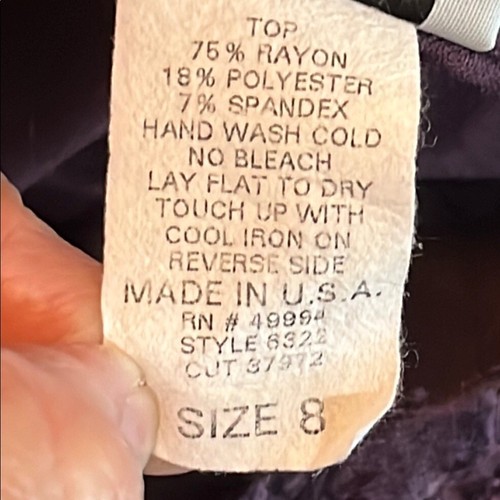 TOP
75% RAYON
18% POLYESTER
7% SPANDEX
HAND WASH COLD
NO BLEACH
LAY FLAT TO DRY
TOUCH UP WITH
COOL IRON ON
REVERSE SIDE
MADE IN U.S.A.
RN # 49994
STYLE 6322
CUT 37972
SIZE 8